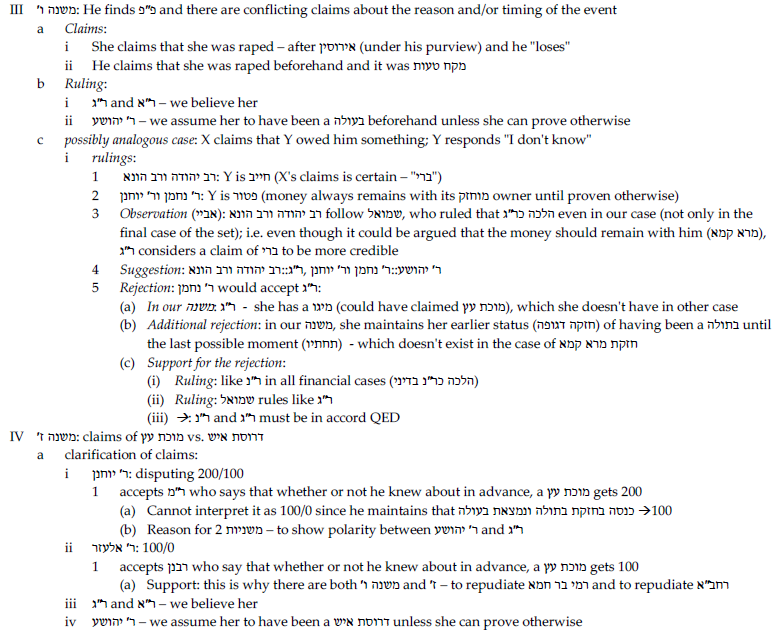 III משנה ו': He finds פ"פ and there are conflicting claims about the reason and/or timing of the event
a Claims:
i She claims that she was raped – after אירוסין (under his purview) and he "loses"
ii He claims that she was raped beforehand and it was מקח טעות
b Ruling:
i ר"ג and ר"א – we believe her
ii ר' יהושע – we assume her to have been a בעולה beforehand unless she can prove otherwise
c possibly analogous case: X claims that Y owed him something; Y responds "I don't know"
i rulings:
1 רב יהודה ורב הונא: Y is חייב (X's claims is certain – "ברי")
2 ר' נחמן ור' יוחנן: Y is פטור (money always remains with its מוחזק owner until proven otherwise)
3 Observation (אביי): רב יהודה ורב הונא follow שמואל, who ruled that הלכה כר"ג even in our case (not only in the
final case of the set); i.e. even though it could be argued that the money should remain with him (מרא קמא),
ר"ג considers a claim of ברי to be more credible
4 Suggestion: ר' יהושע::ר' נחמן ור' יוחנן, ר"ג::רב יהודה ורב הונא
5 Rejection: ר' נחמן would accept ר"ג:
(a) In our משנה: ר"ג - she has a מיגו (could have claimed מוכת עץ), which she doesn't have in other case
(b) Additional rejection: in our משנה, she maintains her earlier status (חזקה דגופה) of having been a בתולה until
the last possible moment (תחתיו) - which doesn't exist in the case of חזקת מרא קמא
(c) Support for the rejection:
(i) Ruling: like ר"נ in all financial cases (הלכה כר"נ בדיני)
(ii) Ruling: שמואל rules like ר"ג
(iii) →: ר"נ and ר"ג must be in accord QED
IV משנה ז': claims of מוכת עץ vs. דרוסת איש
a clarification of claims:
i ר' יוחנן: disputing 200/100
1 accepts ר"מ who says that whether or not he knew about in advance, a מוכת עץ gets 200
(a) Cannot interpret it as 100/0 since he maintains that כנסה בחזקת בתולה ונמצאת בעולה →100
(b) Reason for 2 משניות – to show polarity between ר' יהושע and ר"ג
ii ר' אלעזר: 100/0
1 accepts רבנן who say that whether or not he knew about in advance, a מוכת עץ gets 100
(a) Support: this is why there are both משנה ו' and ז' – to repudiate רמי בר חמא and to repudiate רחב"א
iii ר"ג and ר"א – we believe her
iv ר' יהושע – we assume her to have been a דרוסת איש unless she can prove otherwise